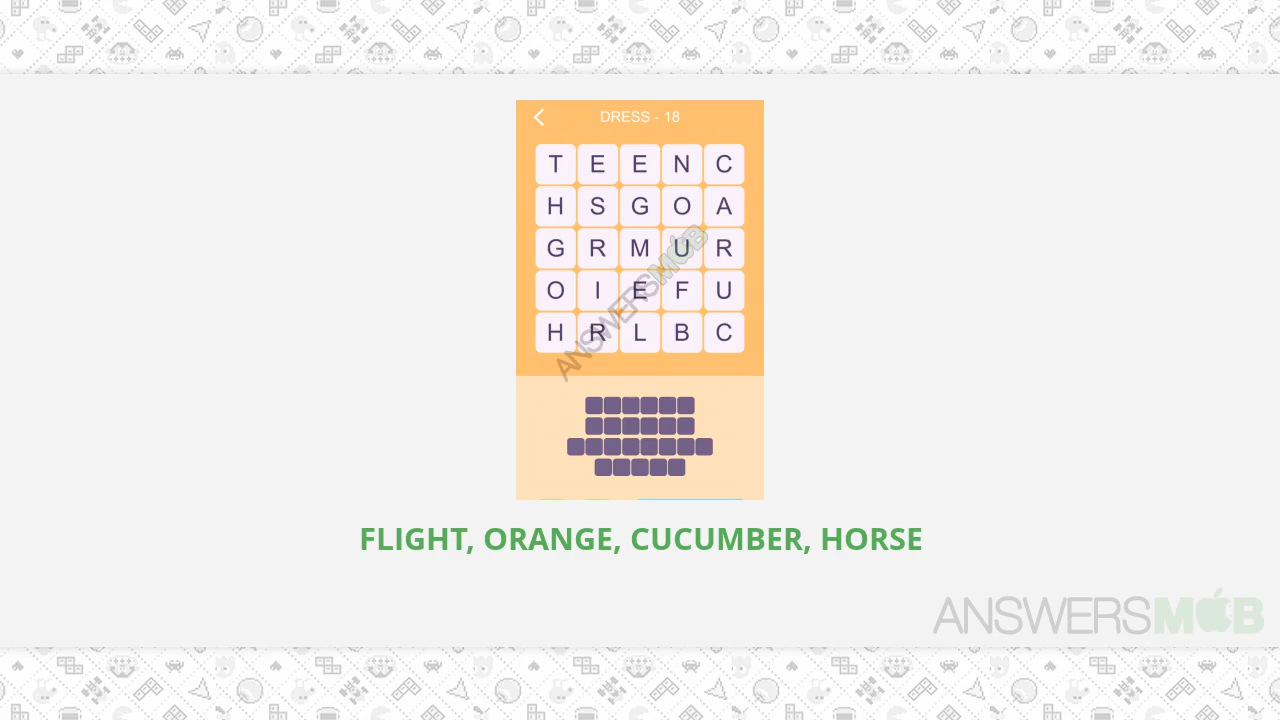 DRESS - 18
T E E N C
H S G O A
G R M U R
O I E F U
H R L B C
ANSWERSMOB
FLIGHT, ORANGE, CUCUMBER, HORSE
ANSWERSMOB